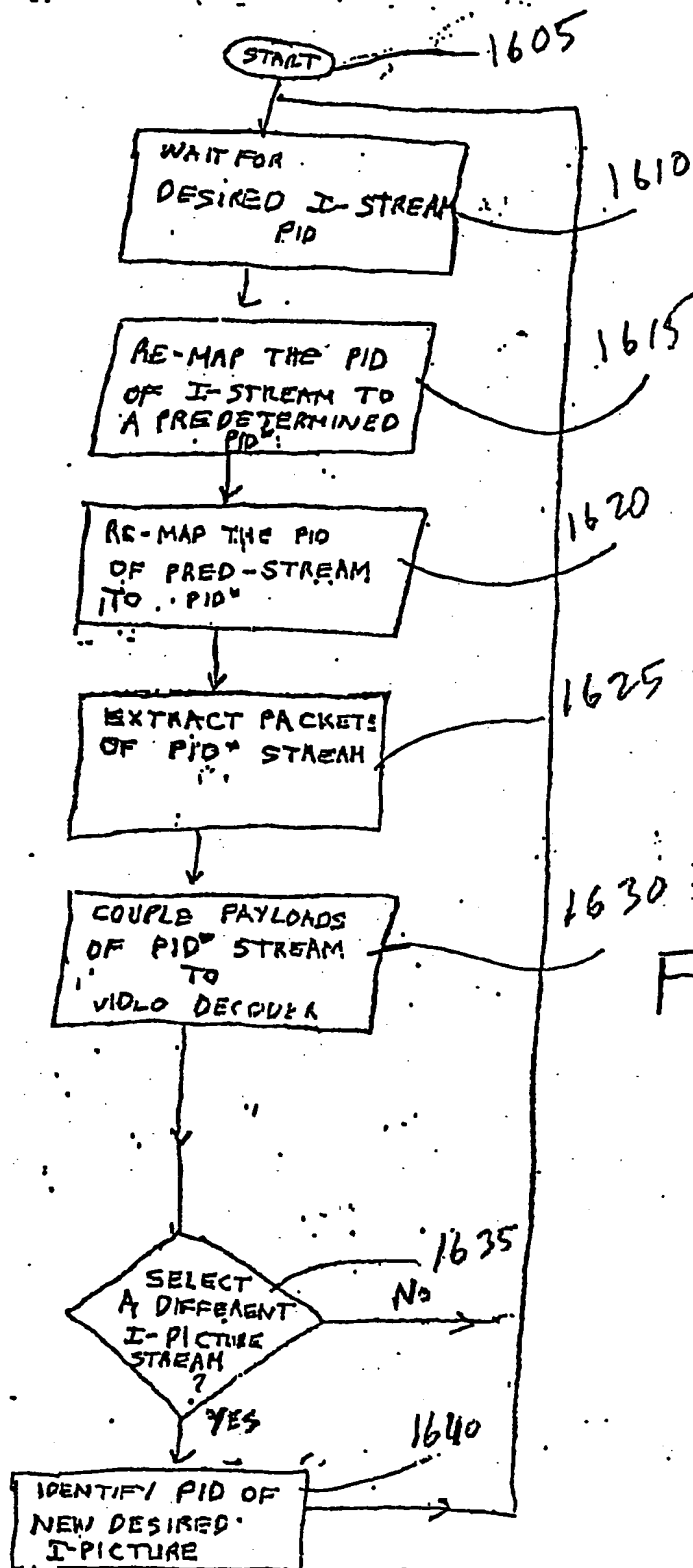 START
1605
WAIT FOR
DESIRED I-STREAM
PID
1610
RE-MAP THE PID
OF I-STREAM TO
A PREDETERMINED
PID*
1615
RE-MAP THE PID
OF PRED-STREAM
TO PID*
1620
EXTRACT PACKETS
OF PID* STREAM
1625
COUPLE PAYLOADS
OF PID* STREAM
TO
VIDEO DECODER
1630
F
SELECT
A DIFFERENT
I-PICTURE
STREAM
?
1635
NO
YES
1640
IDENTIFY PID OF
NEW DESIRED
I-PICTURE